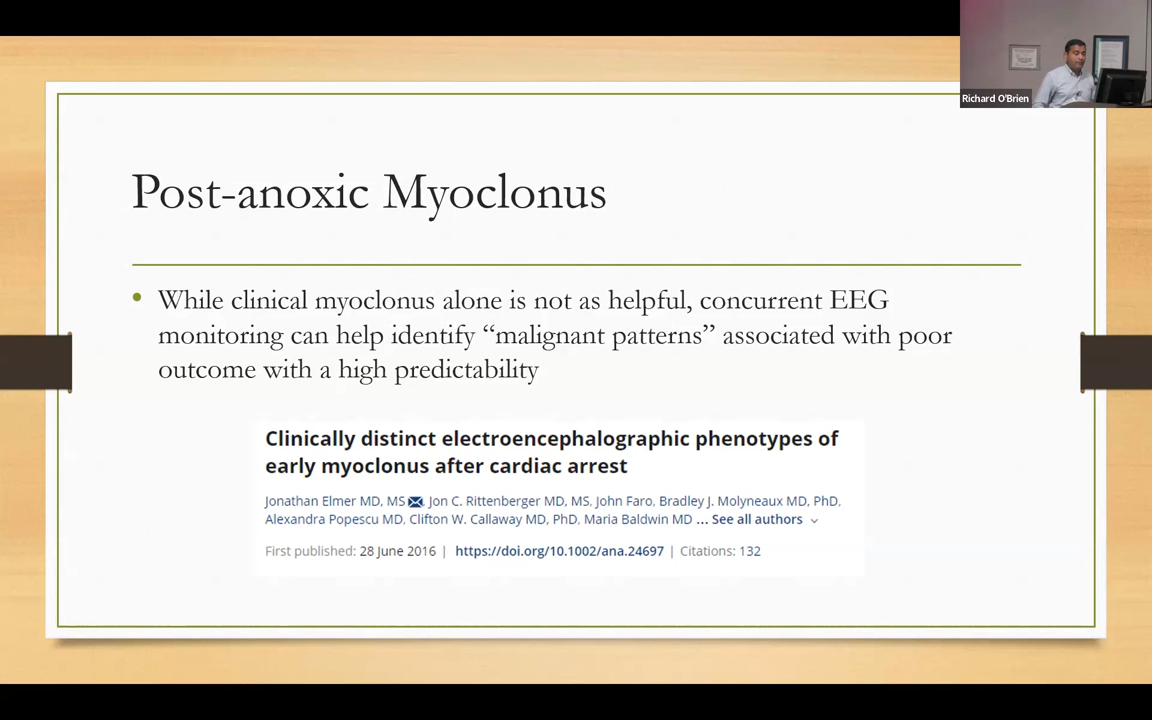 Richard O'Brien
Post-anoxic Myoclonus
• While clinical myoclonus alone is not as helpful, concurrent EEG
monitoring can help identify “malignant patterns” associated with poor
outcome with a high predictability
Clinically distinct electroencephalographic phenotypes of
early myoclonus after cardiac arrest
Jonathan Elmer MD, MS, Jon C. Rittenberger MD, MS, John Faro, Bradley J. Molyneaux MD, PhD,
Alexandra Popescu MD, Clifton W. Callaway MD, PhD, Maria Baldwin MD ... See all authors
First published: 28 June 2016 | https://doi.org/10.1002/ana.24697 | Citations: 132